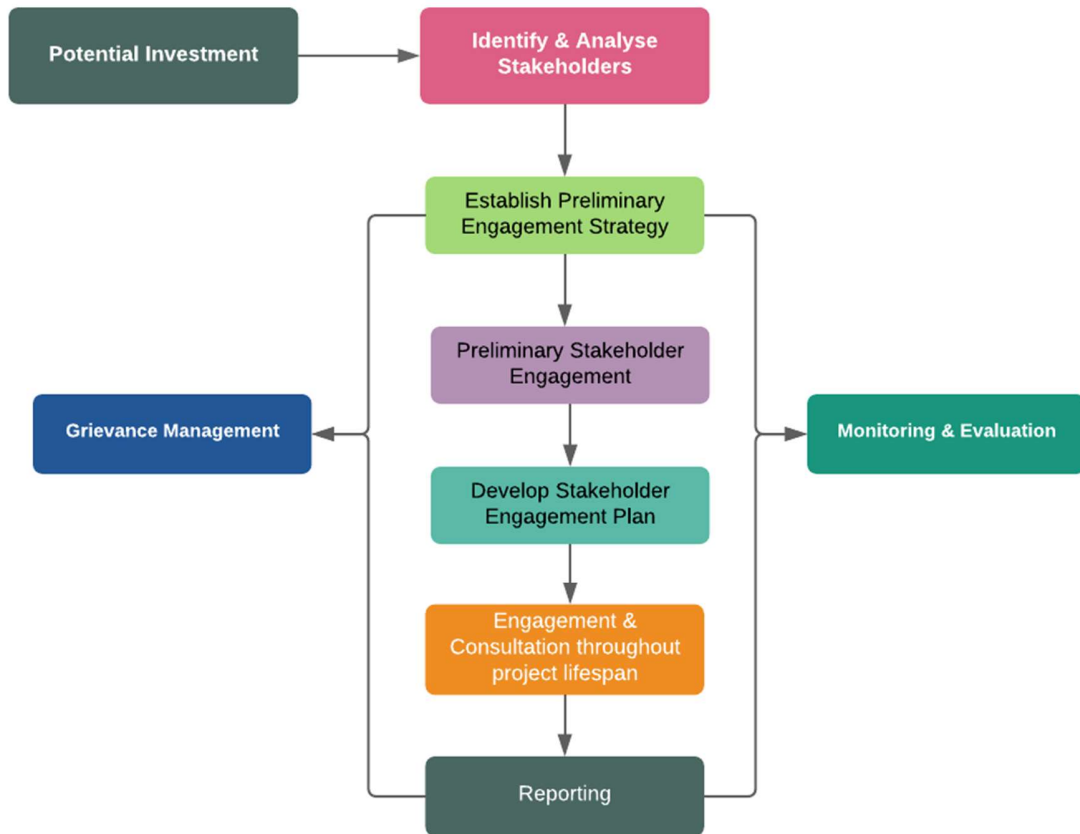 Potential Investment
Identify & Analyse
Stakeholders
Establish Preliminary
Engagement Strategy
Preliminary Stakeholder
Engagement
Grievance Management
Monitoring & Evaluation
Develop Stakeholder
Engagement Plan
Engagement &
Consultation throughout
project lifespan
Reporting